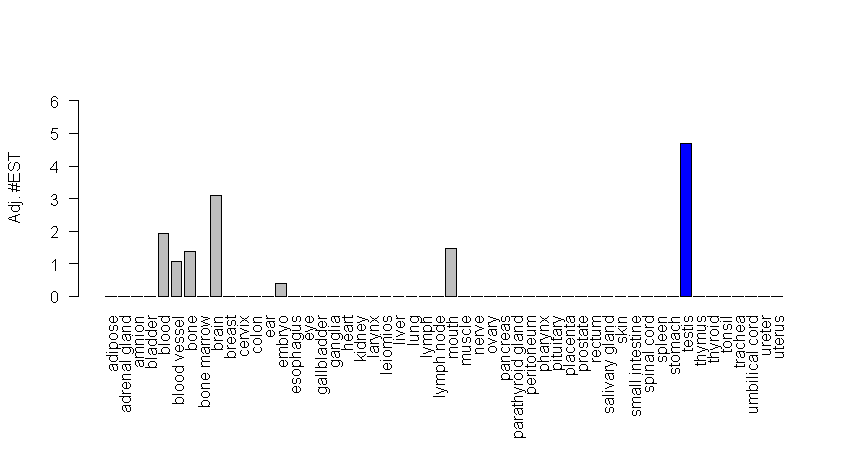 Adj. #EST
6
5
4
3
2
1
0
adipose
adrenal gland
amnion
bladder
blood
blood vessel
bone
bone marrow
brain
breast
cervix
colon
ear
embryo
esophagus
eye
gallbladder
ganglia
heart
kidney
larynx
leiomios
liver
lung
lymph
lymph node
mouth
muscle
nerve
ovary
pancreas
parathyroid gland
peritoneum
pharynx
pituitary
placenta
prostate
rectum
salivary gland
skin
small intestine
spinal cord
spleen
stomach
testis
thymus
thyroid
tonsil
trachea
umbilical cord
ureter
uterus